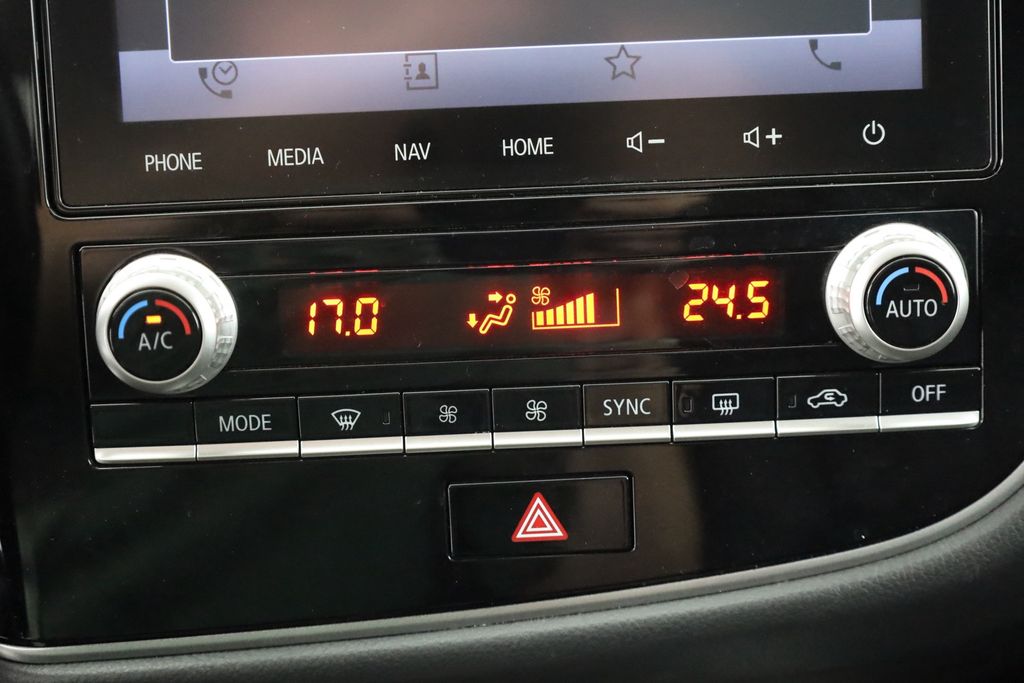 PHONE MEDIA NAV HOME
17.0 24.5
A/C AUTO
MODE SYNC OFF